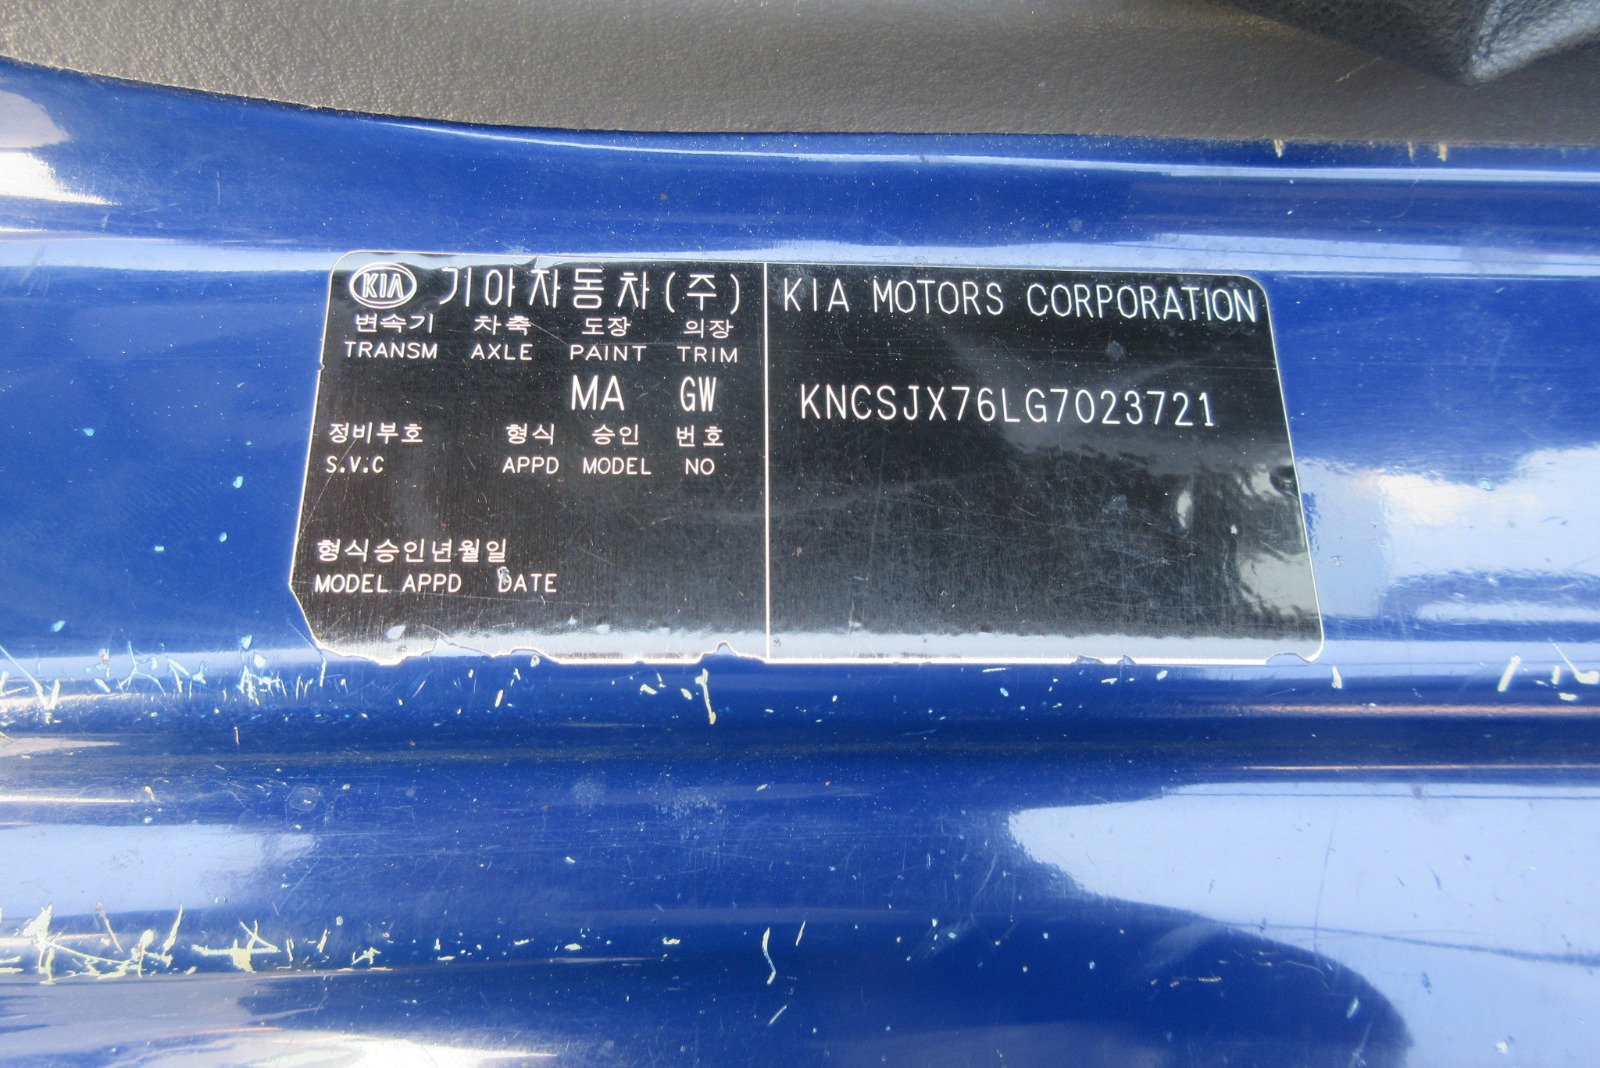 KIA 기아자동차(주)
변속기 차축 도장 의장
TRANSM AXLE PAINT TRIM
MA GW
정비부호 형식 승인 번호
S.V.C APPD MODEL NO
형식승인년월일
MODEL APPD DATE
KIA MOTORS CORPORATION
KNCSJX76LG7023721